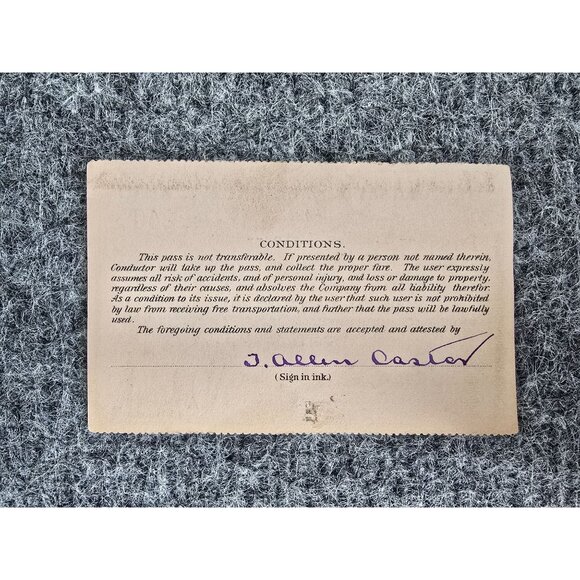 CONDITIONS.
This pass is not transferable. If presented by a person not named therein,
Conductor will take up the pass, and collect the proper fare. The user expressly
assumes all risk of accidents, and of personal injury, and loss or damage to property,
regardless of their causes, and absolves the Company from all liability therefor.
As a condition to its issue, it is declared by the user that such user is not prohibited
by law from receiving free transportation, and further that the pass will be lawfully
used.
The foregoing conditions and statements are accepted and attested by
J. Allen Castor
(Sign in ink.)